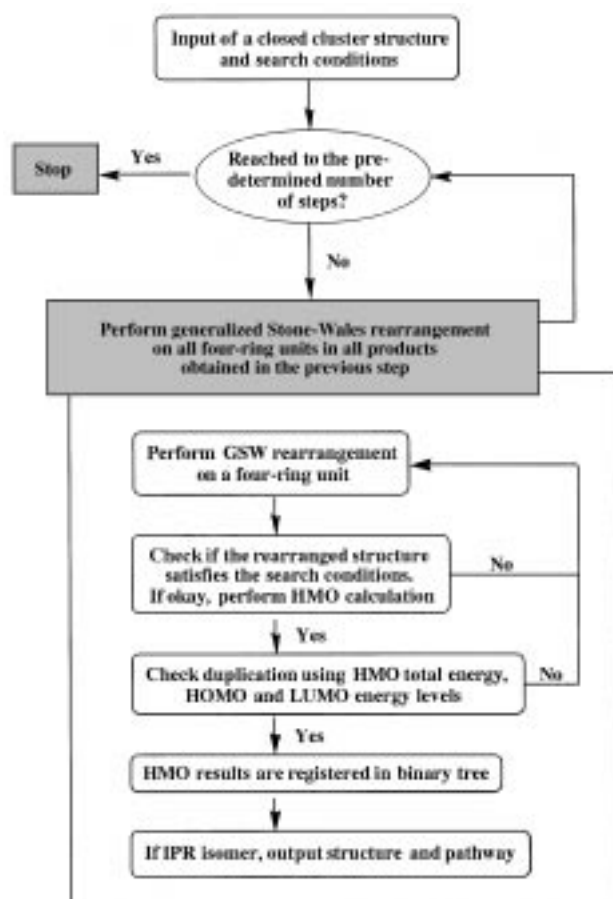 Input of a closed cluster structure
and search conditions
Yes
Stop
Reached to the pre-
determined number
of steps?
No
Perform generalized Stone-Wales rearrangement
on all four-ring units in all products
obtained in the previous step
Perform GSW rearrangement
on a four-ring unit
Check if the rearranged structure
satisfies the search conditions.
If okay, perform HMO calculation
No
Yes
Check duplication using HMO total energy,
HOMO and LUMO energy levels
No
Yes
HMO results are registered in binary tree
If IPR isomer, output structure and pathway